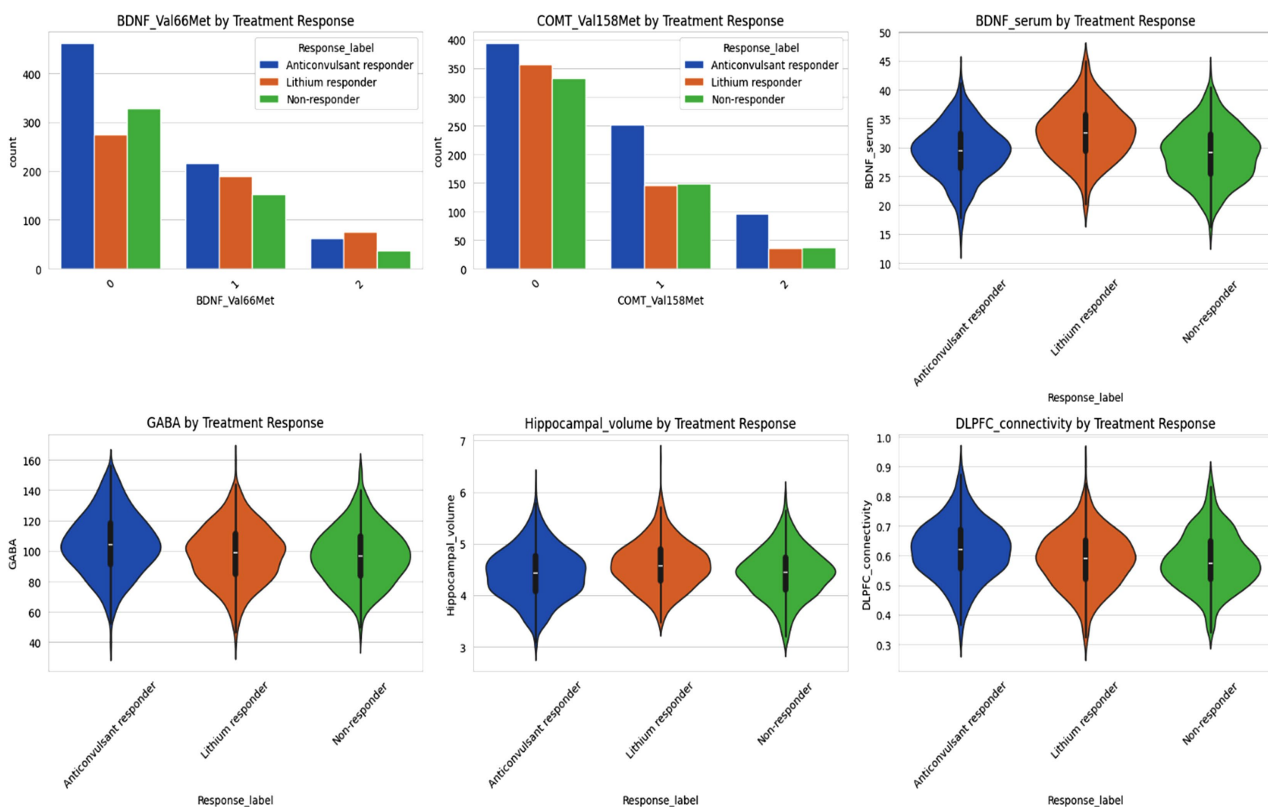 BDNF_Val66Met by Treatment Response
count
400
300
200
100
0
Response_label
Anticonvulsant responder
Lithium responder
Non-responder
0
1
2
BDNF_Val66Met
COMT_Val158Met by Treatment Response
count
400
350
300
250
200
150
100
50
0
Response_label
Anticonvulsant responder
Lithium responder
Non-responder
0
1
2
COMT_Val158Met
BDNF_serum by Treatment Response
BDNF_serum
50
45
40
35
30
25
20
15
10
Anticonvulsant responder
Lithium responder
Non-responder
Response_label
GABA by Treatment Response
GABA
160
140
120
100
80
60
40
Anticonvulsant responder
Lithium responder
Non-responder
Response_label
Hippocampal_volume by Treatment Response
Hippocampal_volume
7
6
5
4
3
Anticonvulsant responder
Lithium responder
Non-responder
Response_label
DLPFC_connectivity by Treatment Response
DLPFC_connectivity
1.0
0.9
0.8
0.7
0.6
0.5
0.4
0.3
Anticonvulsant responder
Lithium responder
Non-responder
Response_label